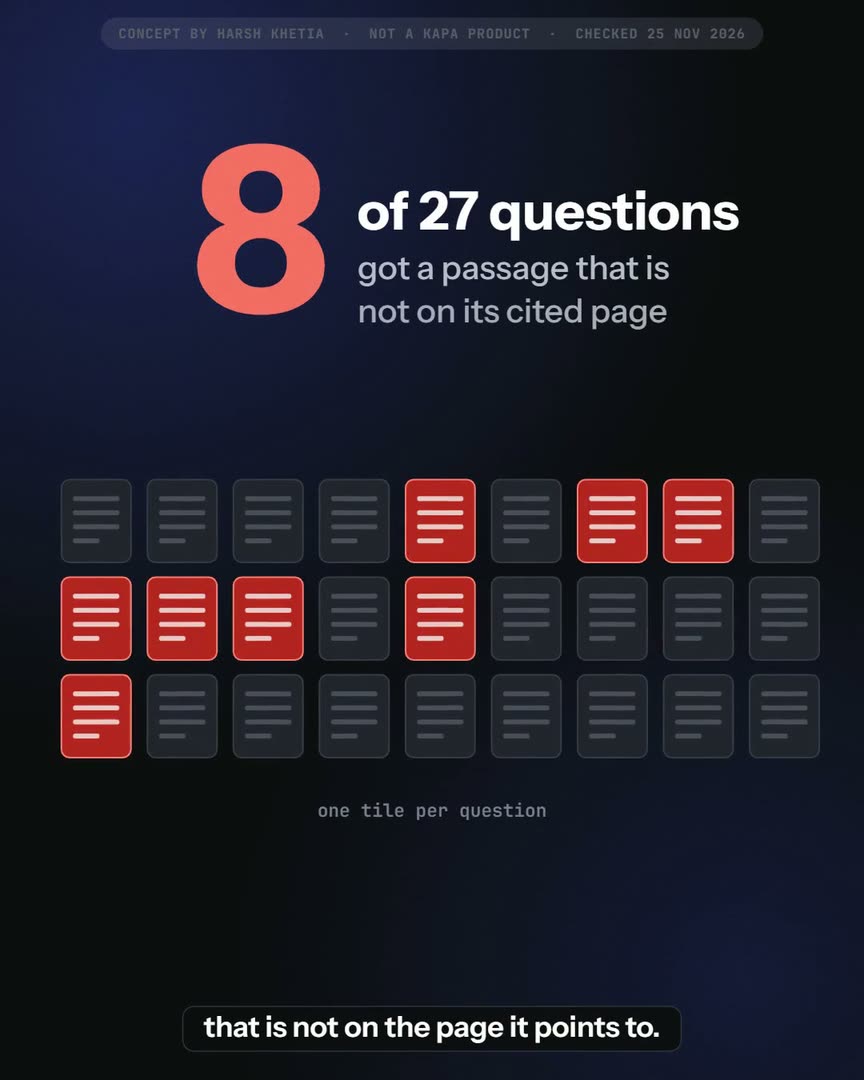 CONCEPT BY HARSH KHETIA · NOT A KAPA PRODUCT · CHECKED 25 NOV 2026
8
of 27 questions
got a passage that is
not on its cited page
one tile per question
that is not on the page it points to.